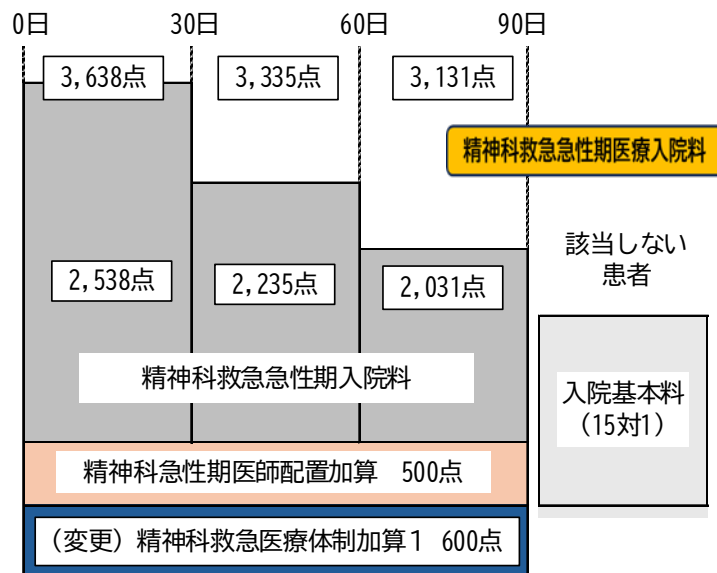 0日 30日 60日 90日
3,638点 3,335点 3,131点
精神科救急急性期医療入院料
該当しない
患者
2,538点 2,235点 2,031点
精神科救急急性期入院料
入院基本料
（15対1）
精神科急性期医師配置加算　500点
（変更）精神科救急医療体制加算１　600点